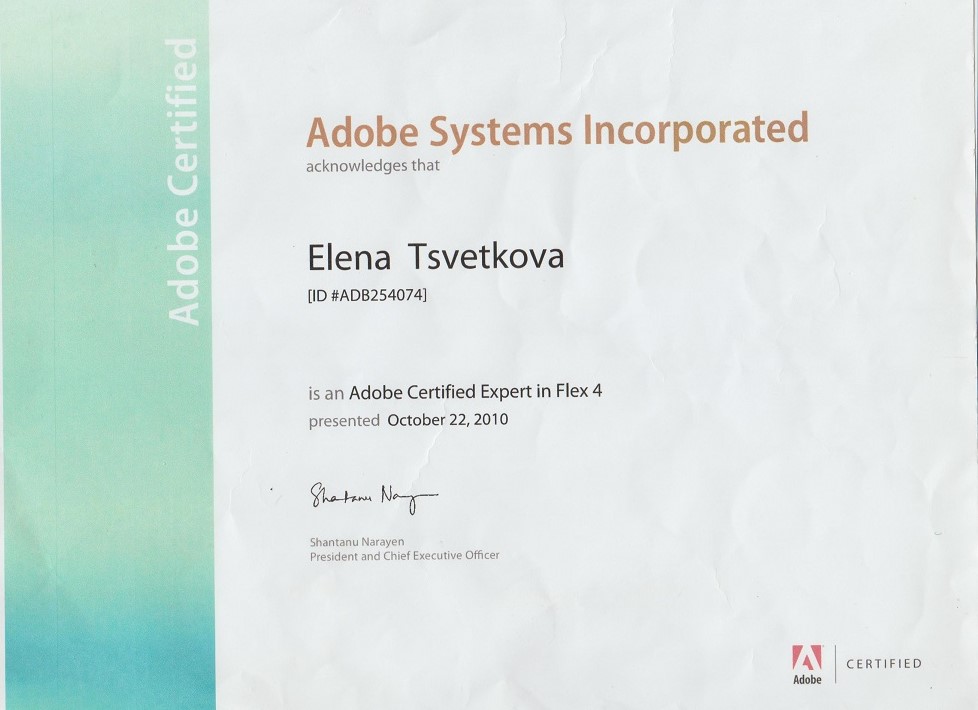 Adobe Certified
Adobe Systems Incorporated
acknowledges that
Elena Tsvetkova
[ID #ADB254074]
is an Adobe Certified Expert in Flex 4
presented October 22, 2010
Shantanu Narayen
Shantanu Narayen
President and Chief Executive Officer
Adobe
CERTIFIED